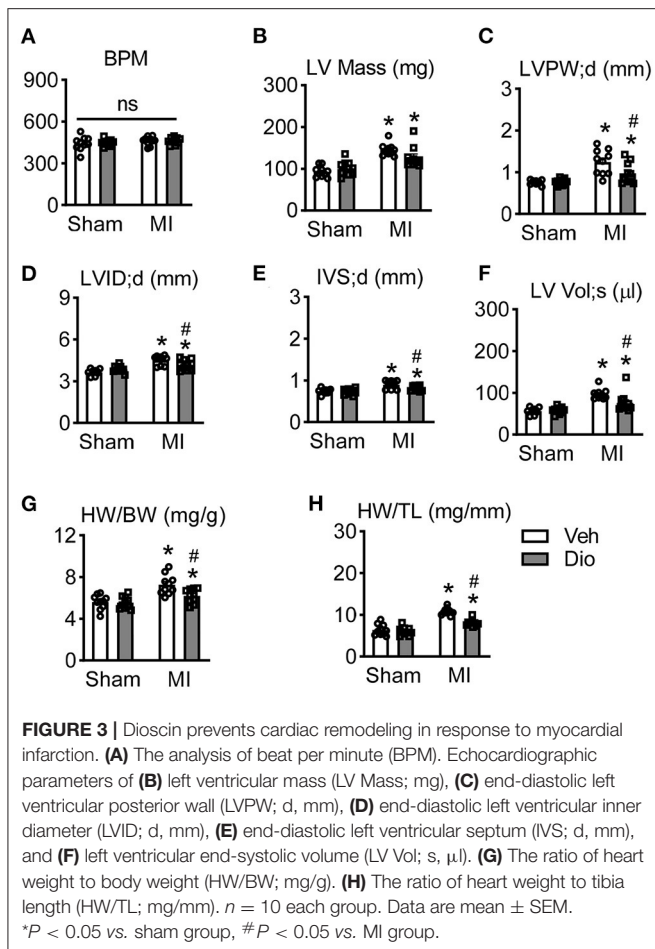 A
BPM
900
600
300
0
ns
Sham
MI
B
LV Mass (mg)
300
200
100
0
*
*
Sham
MI
C
LVPW;d (mm)
3
2
1
0
*
#
*
Sham
MI
D
LVID;d (mm)
9
6
3
0
*
#
*
Sham
MI
E
IVS;d (mm)
3
2
1
0
*
#
*
Sham
MI
F
LV Vol;s (μl)
300
200
100
0
*
#
*
Sham
MI
G
HW/BW (mg/g)
12
9
6
3
0
*
#
*
Sham
MI
H
HW/TL (mg/mm)
30
20
10
0
*
#
*
Sham
MI
Veh
Dio
FIGURE 3 | Dioscin prevents cardiac remodeling in response to myocardial
infarction. (A) The analysis of beat per minute (BPM). Echocardiographic
parameters of (B) left ventricular mass (LV Mass; mg), (C) end-diastolic left
ventricular posterior wall (LVPW; d, mm), (D) end-diastolic left ventricular inner
diameter (LVID; d, mm), (E) end-diastolic left ventricular septum (IVS; d, mm),
and (F) left ventricular end-systolic volume (LV Vol; s, μl). (G) The ratio of heart
weight to body weight (HW/BW; mg/g). (H) The ratio of heart weight to tibia
length (HW/TL; mg/mm). n = 10 each group. Data are mean ± SEM.
*P < 0.05 vs. sham group, #P < 0.05 vs. MI group.